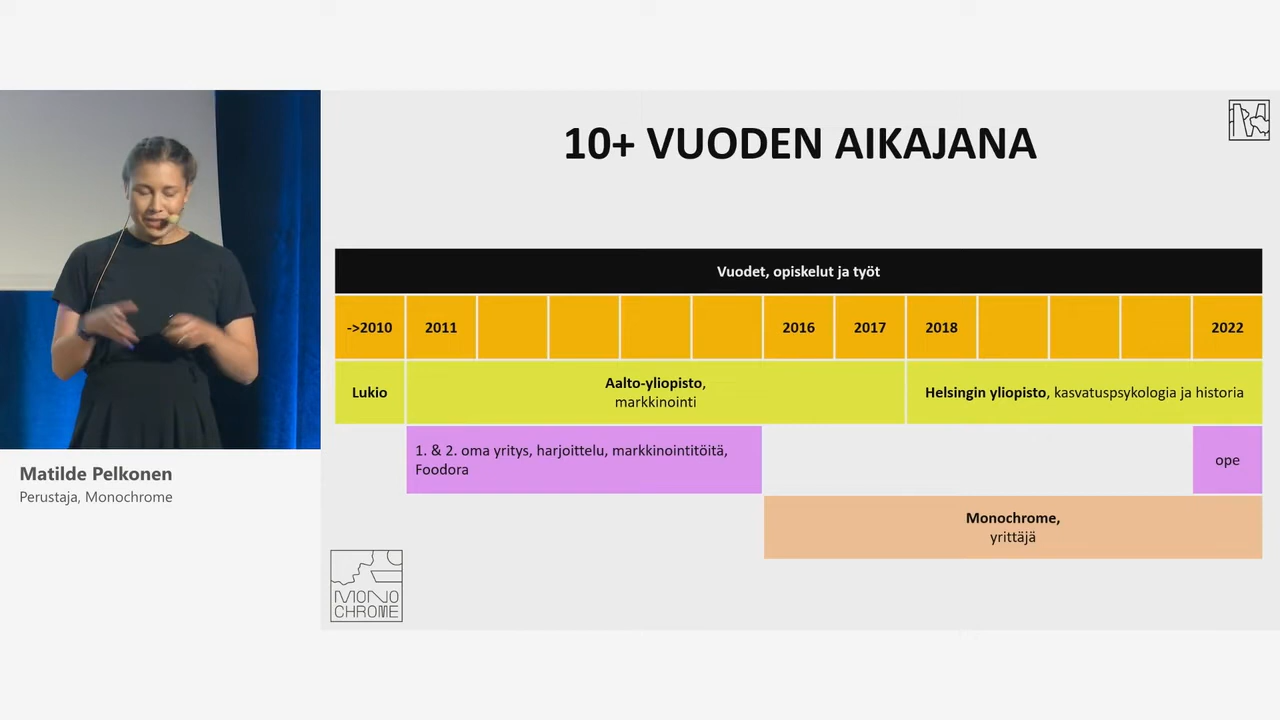 10+ VUODEN AIKAJANA
Vuodet, opiskelut ja työt
->2010 2011 2016 2017 2018 2022
Lukio
Aalto-yliopisto,
markkinointi
Helsingin yliopisto, kasvatuspsykologia ja historia
1. & 2. oma yritys, harjoittelu, markkinointitöitä,
Foodora
ope
Monochrome,
yrittäjä
Matilde Pelkonen
Perustaja, Monochrome
MONO
CHROME